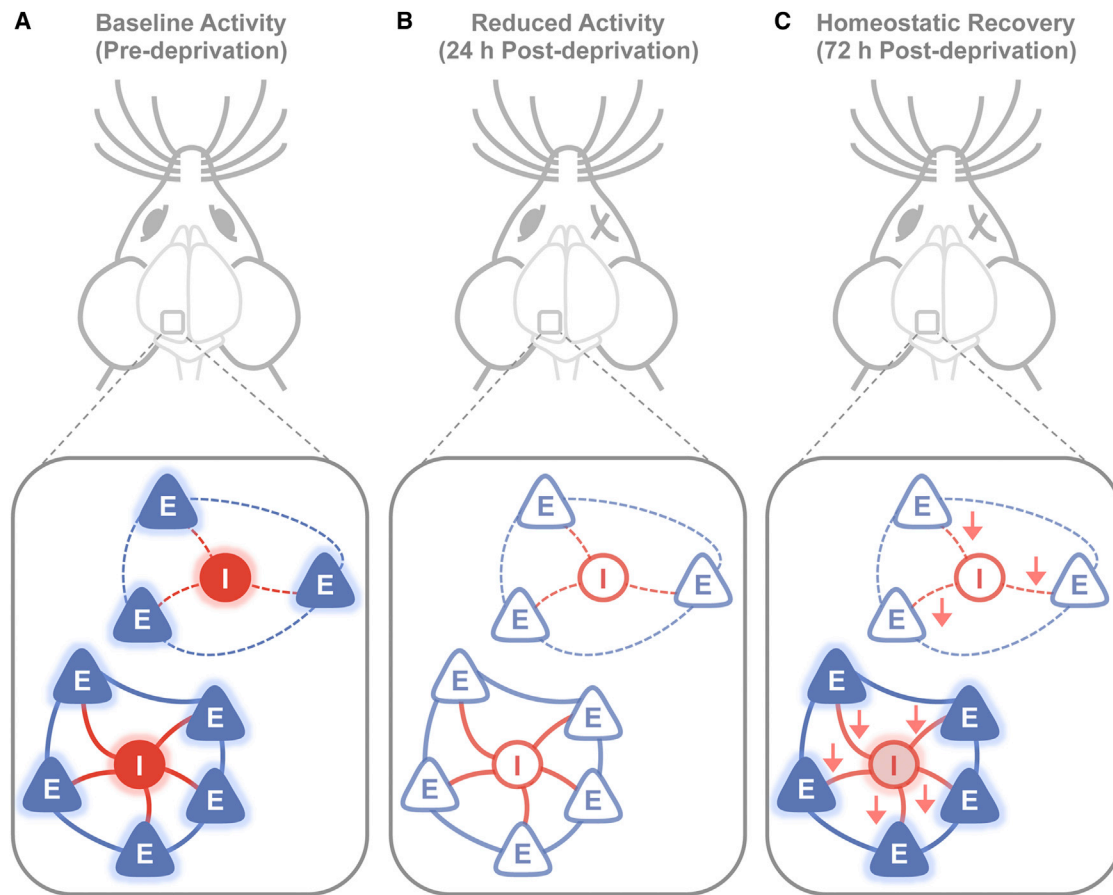 A
Baseline Activity
(Pre-deprivation)
B
Reduced Activity
(24 h Post-deprivation)
C
Homeostatic Recovery
(72 h Post-deprivation)
E
I
E
E
E
E
I
E
E
E
E
I
E
E
E
E
I
E
E
E
E
I
E
E
E
E
I
E
E
E